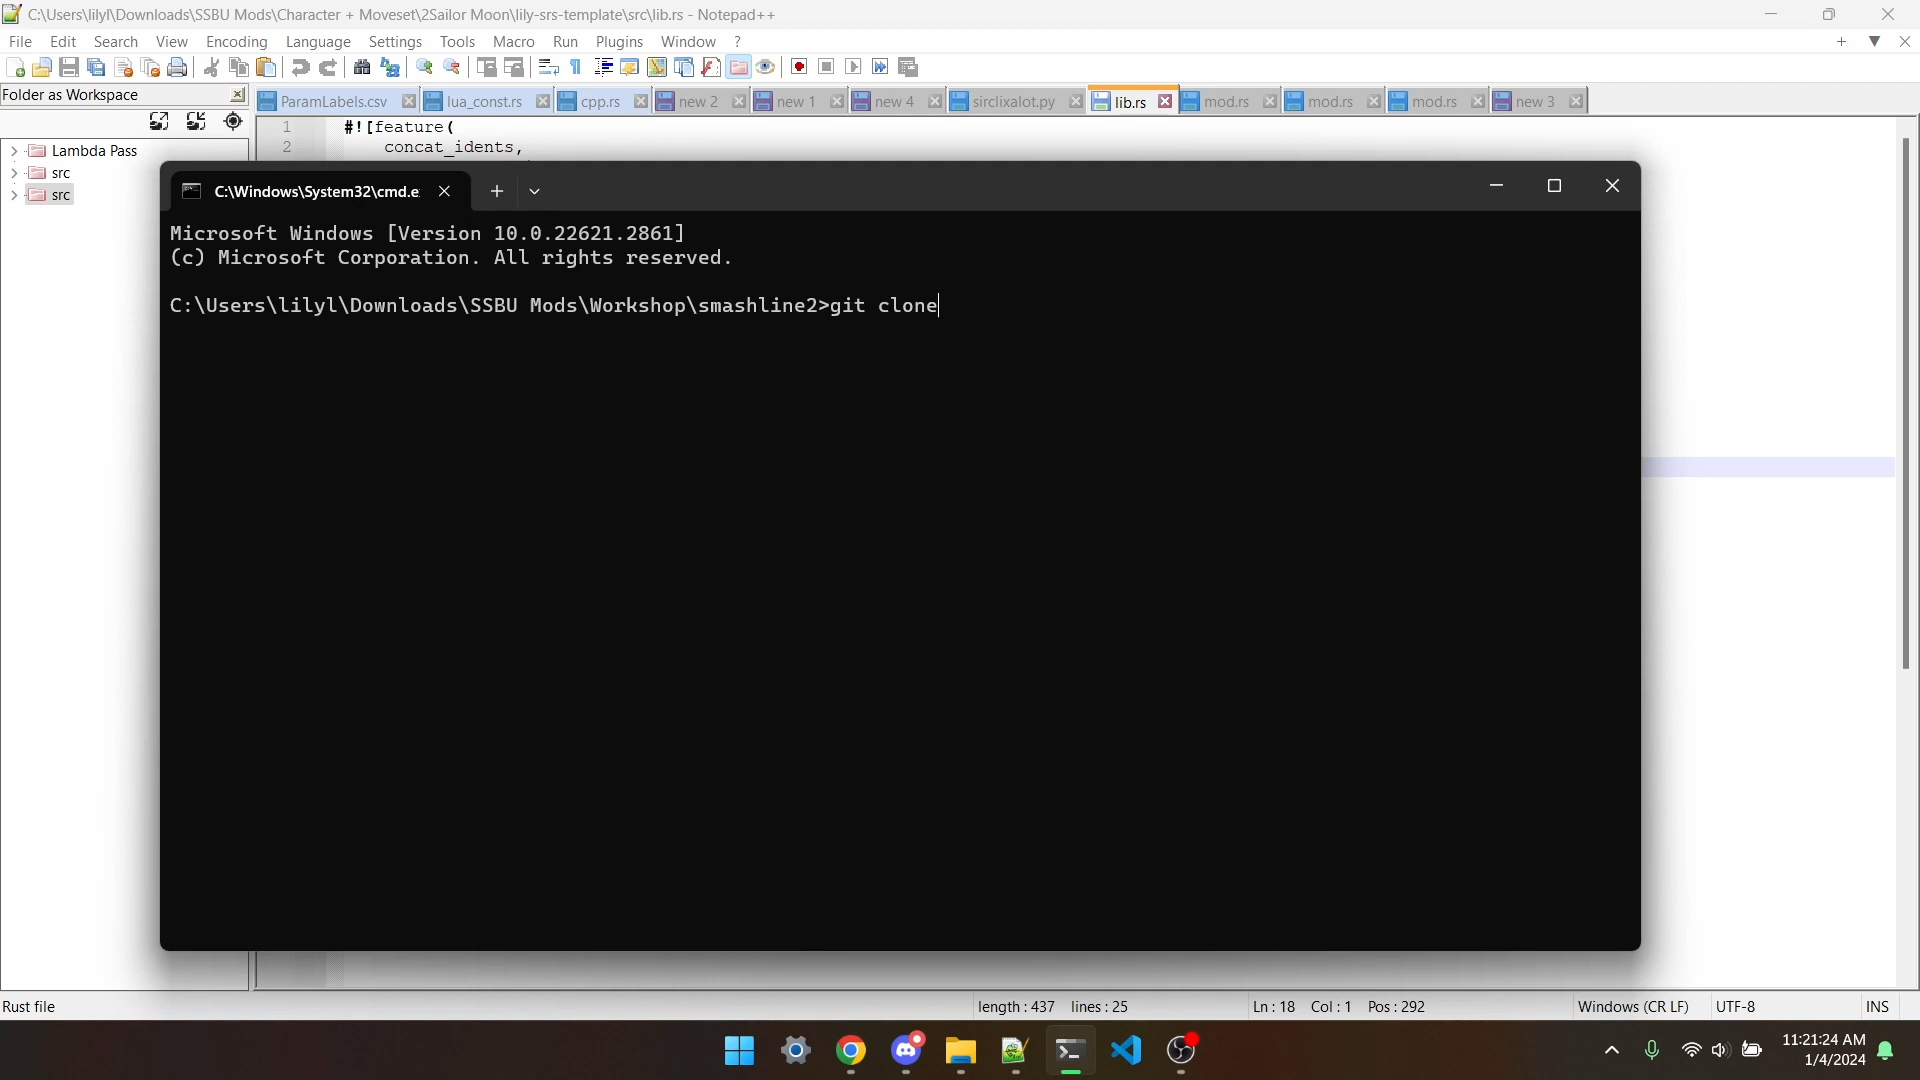 C:\Users\lilyl\Downloads\SSBU Mods\Character + Moveset\2Sailor Moon\lily-srs-template\src\lib.rs - Notepad++
File Edit Search View Encoding Language Settings Tools Macro Run Plugins Window ?
Folder as Workspace
ParamLabels.csv lua_const.rs cpp.rs new 2 new 1 new 4 sirclixalot.py lib.rs mod.rs mod.rs mod.rs new 3
1 #![feature(
2 concat_idents,
Lambda Pass
src
src
C:\Windows\System32\cmd.e
Microsoft Windows [Version 10.0.22621.2861]
(c) Microsoft Corporation. All rights reserved.
C:\Users\lilyl\Downloads\SSBU Mods\Workshop\smashline2>git clone
Rust file length : 437 lines : 25 Ln : 18 Col : 1 Pos : 292 Windows (CR LF) UTF-8 INS
11:21:24 AM
1/4/2024